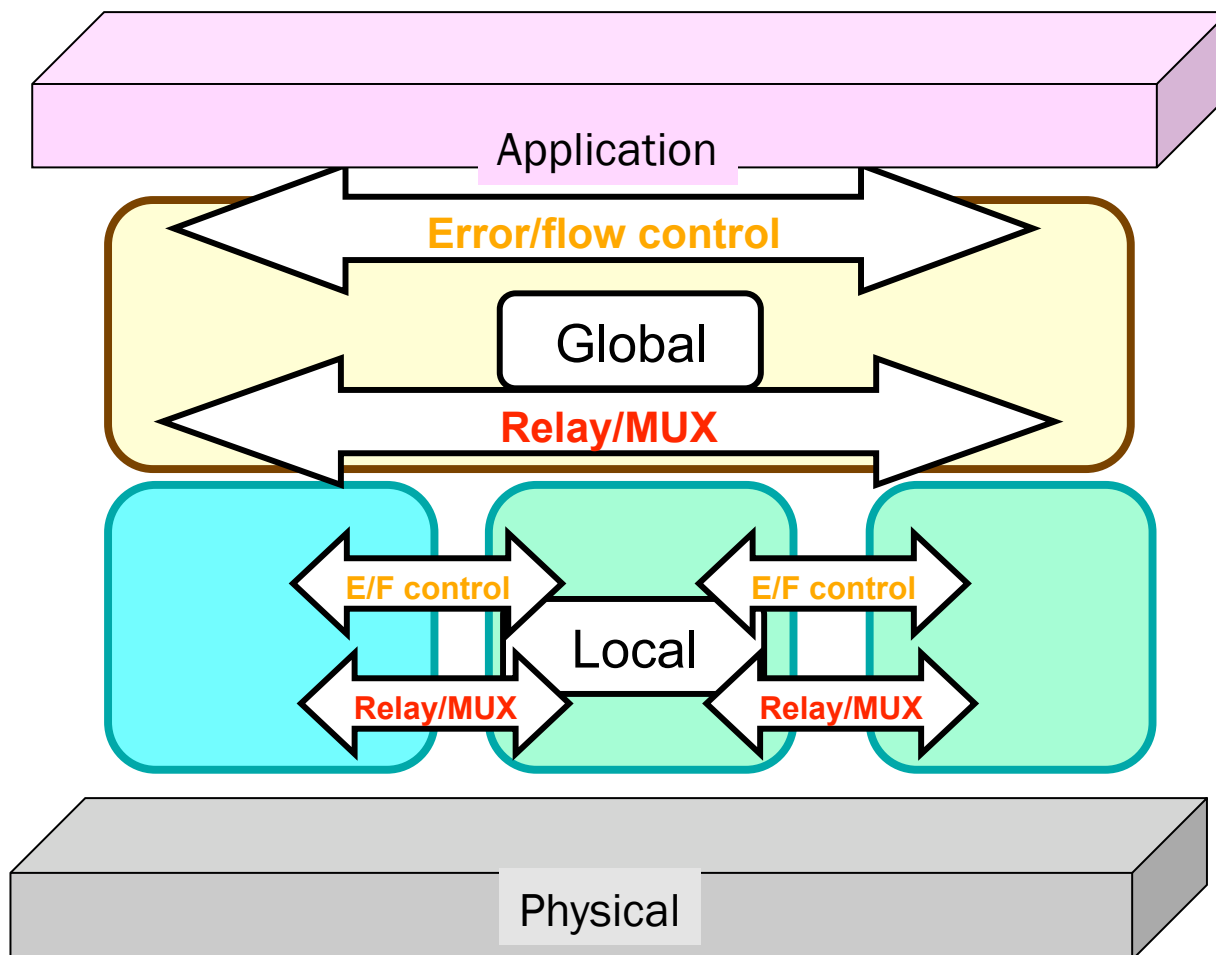 Application
Error/flow control
Global
Relay/MUX
E/F control
E/F control
Local
Relay/MUX
Relay/MUX
Physical